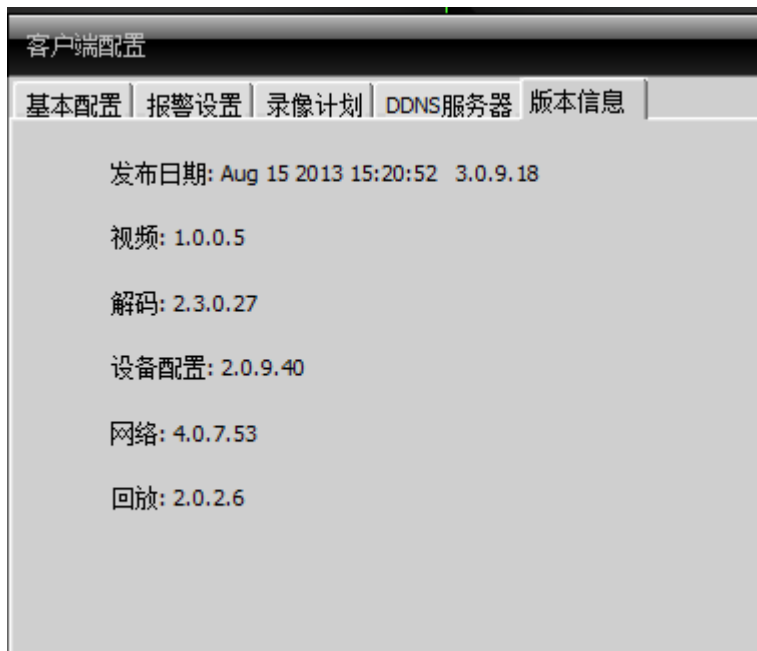 客户端配置
基本配置 报警设置 录像计划 DDNS服务器 版本信息
发布日期: Aug 15 2013 15:20:52 3.0.9.18
视频: 1.0.0.5
解码: 2.3.0.27
设备配置: 2.0.9.40
网络: 4.0.7.53
回放: 2.0.2.6